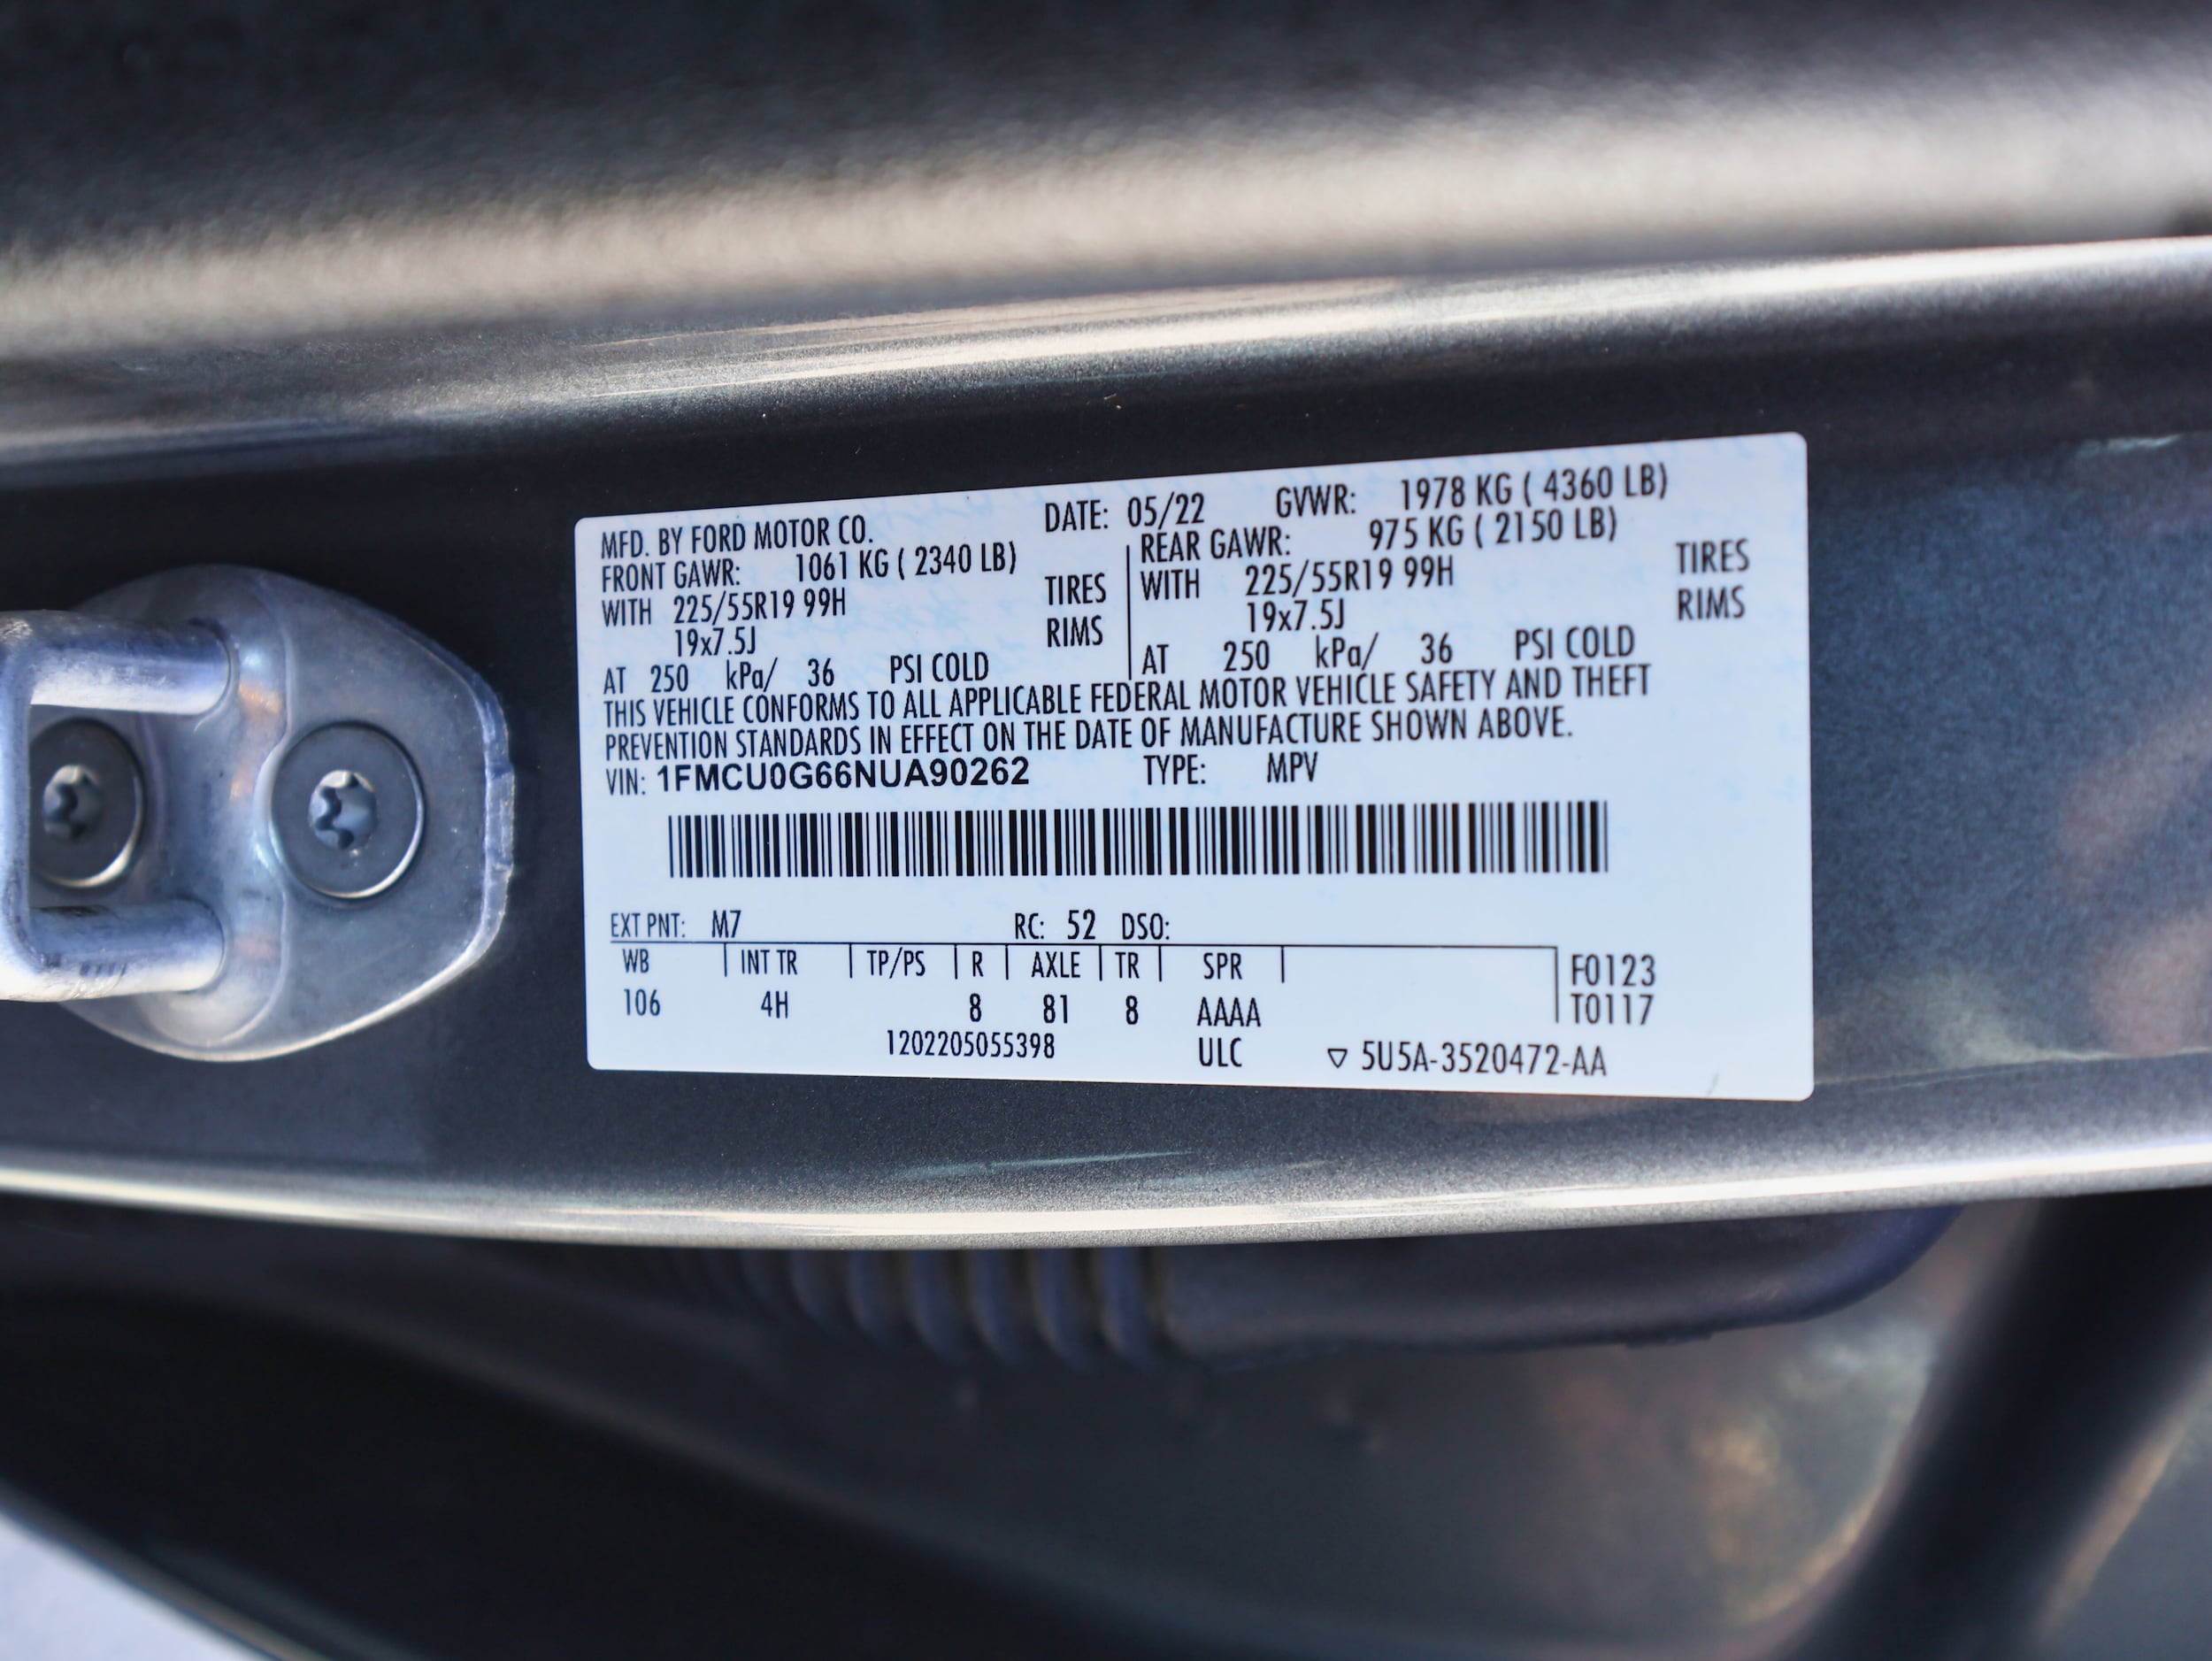 MFD. BY FORD MOTOR CO. DATE: 05/22 GVWR: 1978 KG ( 4360 LB)
FRONT GAWR: 1061 KG ( 2340 LB) REAR GAWR: 975 KG ( 2150 LB)
WITH 225/55R19 99H TIRES WITH 225/55R19 99H TIRES
19x7.5J RIMS 19x7.5J RIMS
AT 250 kPa/ 36 PSI COLD AT 250 kPa/ 36 PSI COLD
THIS VEHICLE CONFORMS TO ALL APPLICABLE FEDERAL MOTOR VEHICLE SAFETY AND THEFT
PREVENTION STANDARDS IN EFFECT ON THE DATE OF MANUFACTURE SHOWN ABOVE.
VIN: 1FMCU0G66NUA90262 TYPE: MPV
EXT PNT: M7 RC: 52 DSO:
WB INT TR TP/PS R AXLE TR SPR F0123
106 4H 8 81 8 AAAA T0117
1202205055398 ULC ▽ 5U5A-3520472-AA